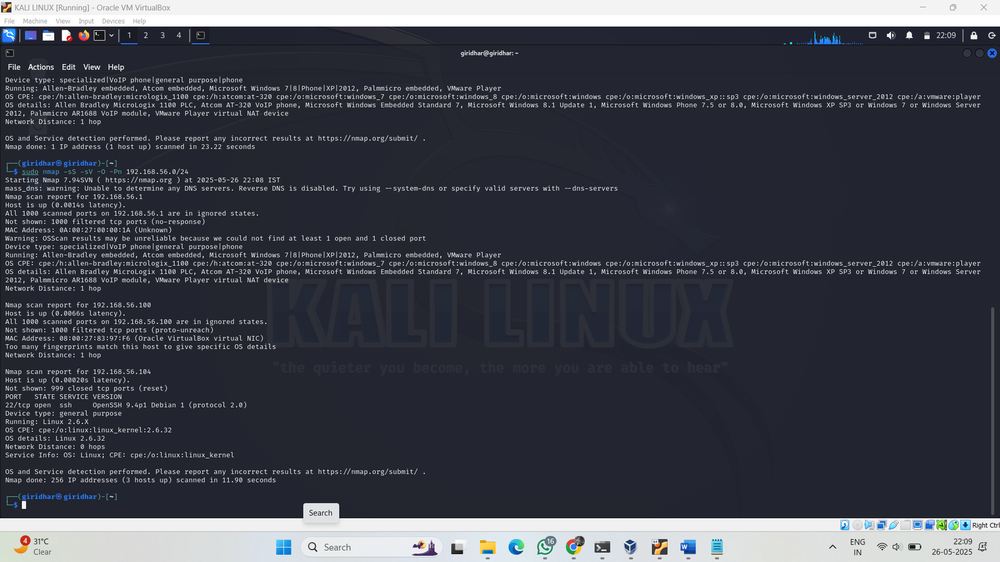 KALI LINUX [Running] - Oracle VM VirtualBox
File Machine View Input Devices Help
1 2 3 4 22:09
giridhar@giridhar: ~
File Actions Edit View Help
Device type: specialized|VoIP phone|general purpose|phone
Running: Allen-Bradley embedded, Atcom embedded, Microsoft Windows 7|8|Phone|XP|2012, Palmmicro embedded, VMware Player
OS CPE: cpe:/h:allen-bradley:micrologix_1100 cpe:/h:atcom:at-320 cpe:/o:microsoft:windows_7 cpe:/o:microsoft:windows_8 cpe:/o:microsoft:windows cpe:/o:microsoft:windows_xp::sp3 cpe:/o:microsoft:windows_server_2012 cpe:/a:vmware:player
OS details: Allen Bradley MicroLogix 1100 PLC, Atcom AT-320 VoIP phone, Microsoft Windows Embedded Standard 7, Microsoft Windows 8.1 Update 1, Microsoft Windows Phone 7.5 or 8.0, Microsoft Windows XP SP3 or Windows 7 or Windows Server
2012, Palmmicro AR1688 VoIP module, VMware Player virtual NAT device
Network Distance: 1 hop
OS and Service detection performed. Please report any incorrect results at https://nmap.org/submit/ .
Nmap done: 1 IP address (1 host up) scanned in 23.22 seconds
┌──(giridhar㉿giridhar)-[~]
└─$ sudo nmap -sS -sV -O -Pn 192.168.56.0/24
Starting Nmap 7.94SVN ( https://nmap.org ) at 2025-05-26 22:08 IST
mass_dns: warning: Unable to determine any DNS servers. Reverse DNS is disabled. Try using --system-dns or specify valid servers with --dns-servers
Nmap scan report for 192.168.56.1
Host is up (0.0014s latency).
All 1000 scanned ports on 192.168.56.1 are in ignored states.
Not shown: 1000 filtered tcp ports (no-response)
MAC Address: 0A:00:27:00:00:1A (Unknown)
Warning: OSScan results may be unreliable because we could not find at least 1 open and 1 closed port
Device type: specialized|VoIP phone|general purpose|phone
Running: Allen-Bradley embedded, Atcom embedded, Microsoft Windows 7|8|Phone|XP|2012, Palmmicro embedded, VMware Player
OS CPE: cpe:/h:allen-bradley:micrologix_1100 cpe:/h:atcom:at-320 cpe:/o:microsoft:windows_7 cpe:/o:microsoft:windows_8 cpe:/o:microsoft:windows cpe:/o:microsoft:windows_xp::sp3 cpe:/o:microsoft:windows_server_2012 cpe:/a:vmware:player
OS details: Allen Bradley MicroLogix 1100 PLC, Atcom AT-320 VoIP phone, Microsoft Windows Embedded Standard 7, Microsoft Windows 8.1 Update 1, Microsoft Windows Phone 7.5 or 8.0, Microsoft Windows XP SP3 or Windows 7 or Windows Server
2012, Palmmicro AR1688 VoIP module, VMware Player virtual NAT device
Network Distance: 1 hop
Nmap scan report for 192.168.56.100
Host is up (0.0066s latency).
All 1000 scanned ports on 192.168.56.100 are in ignored states.
Not shown: 1000 filtered tcp ports (proto-unreach)
MAC Address: 08:00:27:83:97:F6 (Oracle VirtualBox virtual NIC)
Too many fingerprints match this host to give specific OS details
Network Distance: 1 hop
KALI LINUX
"the quieter you become, the more you are able to hear"
Nmap scan report for 192.168.56.104
Host is up (0.00020s latency).
Not shown: 999 closed tcp ports (reset)
PORT STATE SERVICE VERSION
22/tcp open ssh OpenSSH 9.4p1 Debian 1 (protocol 2.0)
Device type: general purpose
Running: Linux 2.6.X
OS CPE: cpe:/o:linux:linux_kernel:2.6.32
OS details: Linux 2.6.32
Network Distance: 0 hops
Service Info: OS: Linux; CPE: cpe:/o:linux:linux_kernel
OS and Service detection performed. Please report any incorrect results at https://nmap.org/submit/ .
Nmap done: 256 IP addresses (3 hosts up) scanned in 11.90 seconds
┌──(giridhar㉿giridhar)-[~]
└─$
Search
Right Ctrl
4 31°C
Clear
Search
16
64
ENG
IN
22:09
26-05-2025